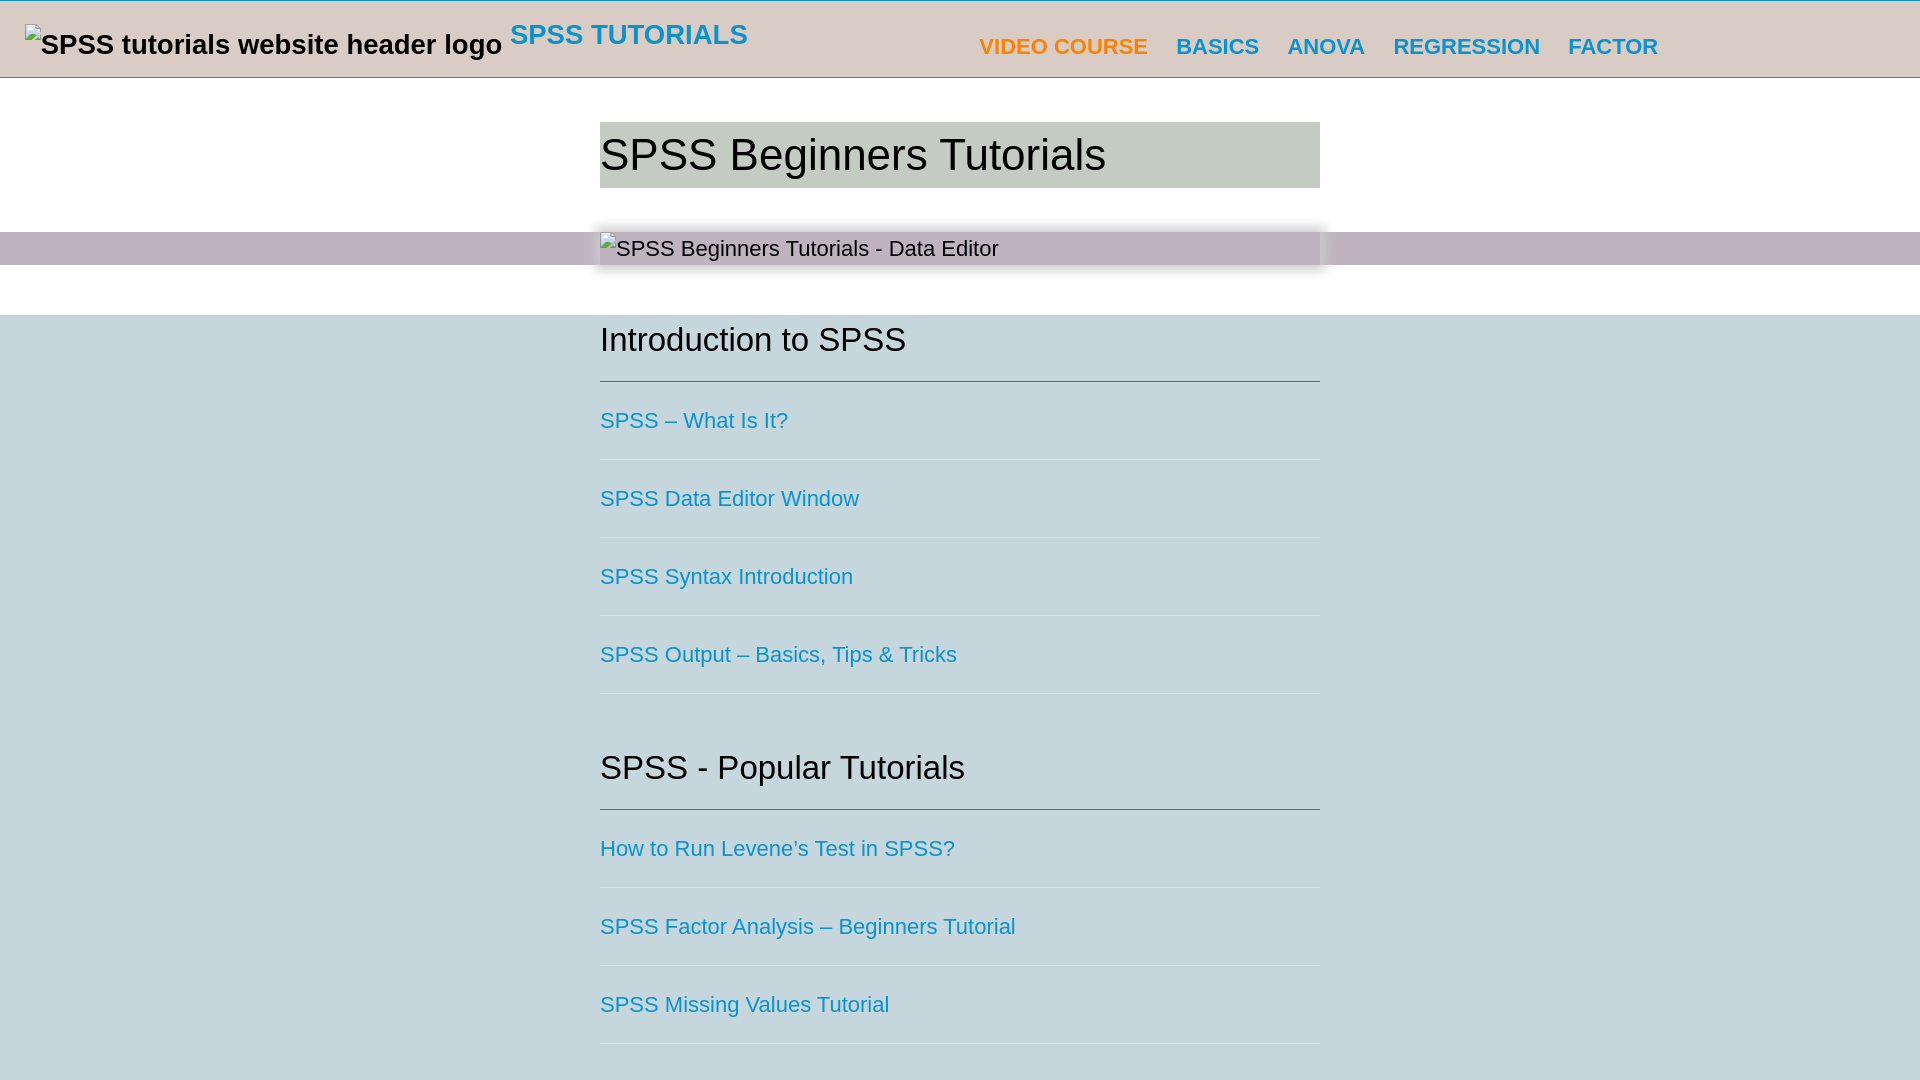 SPSS tutorials website header logo SPSS TUTORIALS
VIDEO COURSE BASICS ANOVA REGRESSION FACTOR
SPSS Beginners Tutorials
SPSS Beginners Tutorials - Data Editor
Introduction to SPSS
SPSS – What Is It?
SPSS Data Editor Window
SPSS Syntax Introduction
SPSS Output – Basics, Tips & Tricks
SPSS - Popular Tutorials
How to Run Levene’s Test in SPSS?
SPSS Factor Analysis – Beginners Tutorial
SPSS Missing Values Tutorial